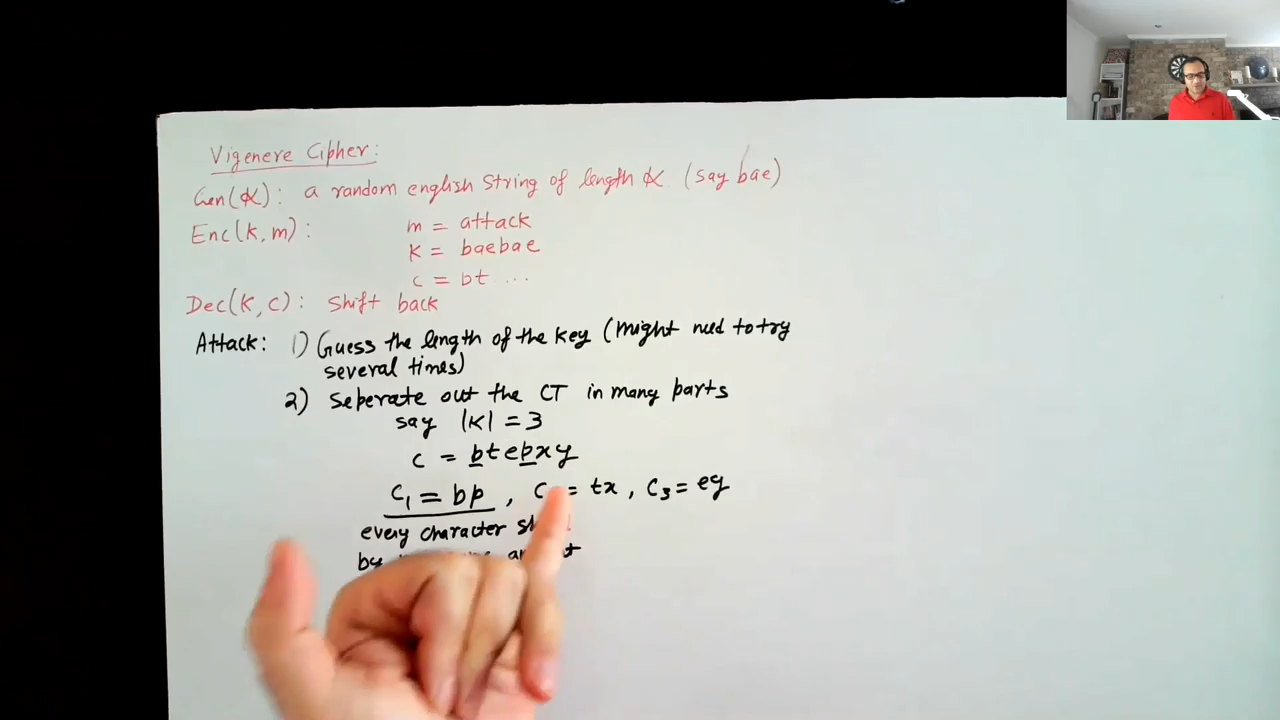 Vigenere Cipher:
Gen(α): a random english string of length α. (say bae)
Enc(k,m): m = attack
k = baebae
c = bt ...
Dec(k,c): Shift back
Attack: 1) Guess the length of the key (Might need to try
several times)
2) Seperate out the CT in many parts
say |k| = 3
c = btepxy
C₁ = bp, C = tx, C₃ = ey
every character
by